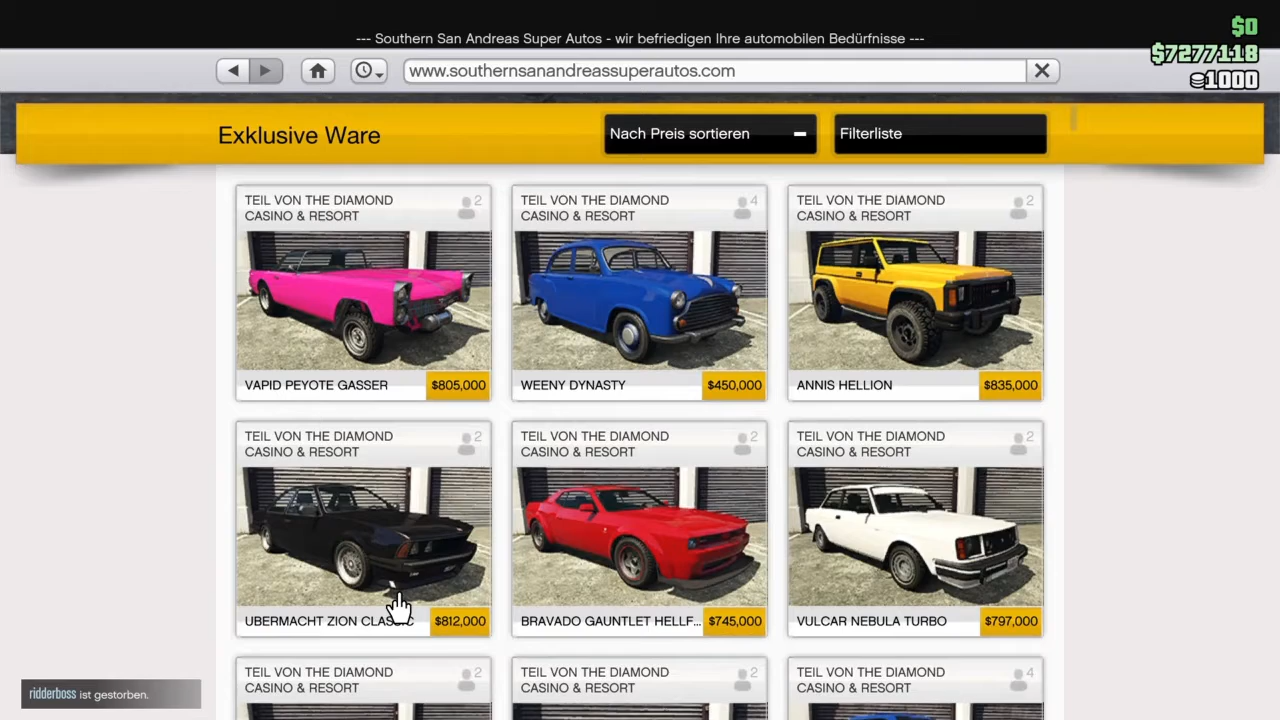 --- Southern San Andreas Super Autos - wir befriedigen Ihre automobilen Bedürfnisse ---
$0
$7277118
1000
www.southernsanandreassuperautos.com
Exklusive Ware
Nach Preis sortieren
Filterliste
TEIL VON THE DIAMOND
CASINO & RESORT
2
VAPID PEYOTE GASSER
$805,000
TEIL VON THE DIAMOND
CASINO & RESORT
4
WEENY DYNASTY
$450,000
TEIL VON THE DIAMOND
CASINO & RESORT
2
ANNIS HELLION
$835,000
TEIL VON THE DIAMOND
CASINO & RESORT
2
UBERMACHT ZION CLASSIC
$812,000
TEIL VON THE DIAMOND
CASINO & RESORT
2
BRAVADO GAUNTLET HELLF...
$745,000
TEIL VON THE DIAMOND
CASINO & RESORT
2
VULCAR NEBULA TURBO
$797,000
TEIL VON THE DIAMOND
CASINO & RESORT
2
TEIL VON THE DIAMOND
CASINO & RESORT
2
TEIL VON THE DIAMOND
CASINO & RESORT
4
ridderboss ist gestorben.